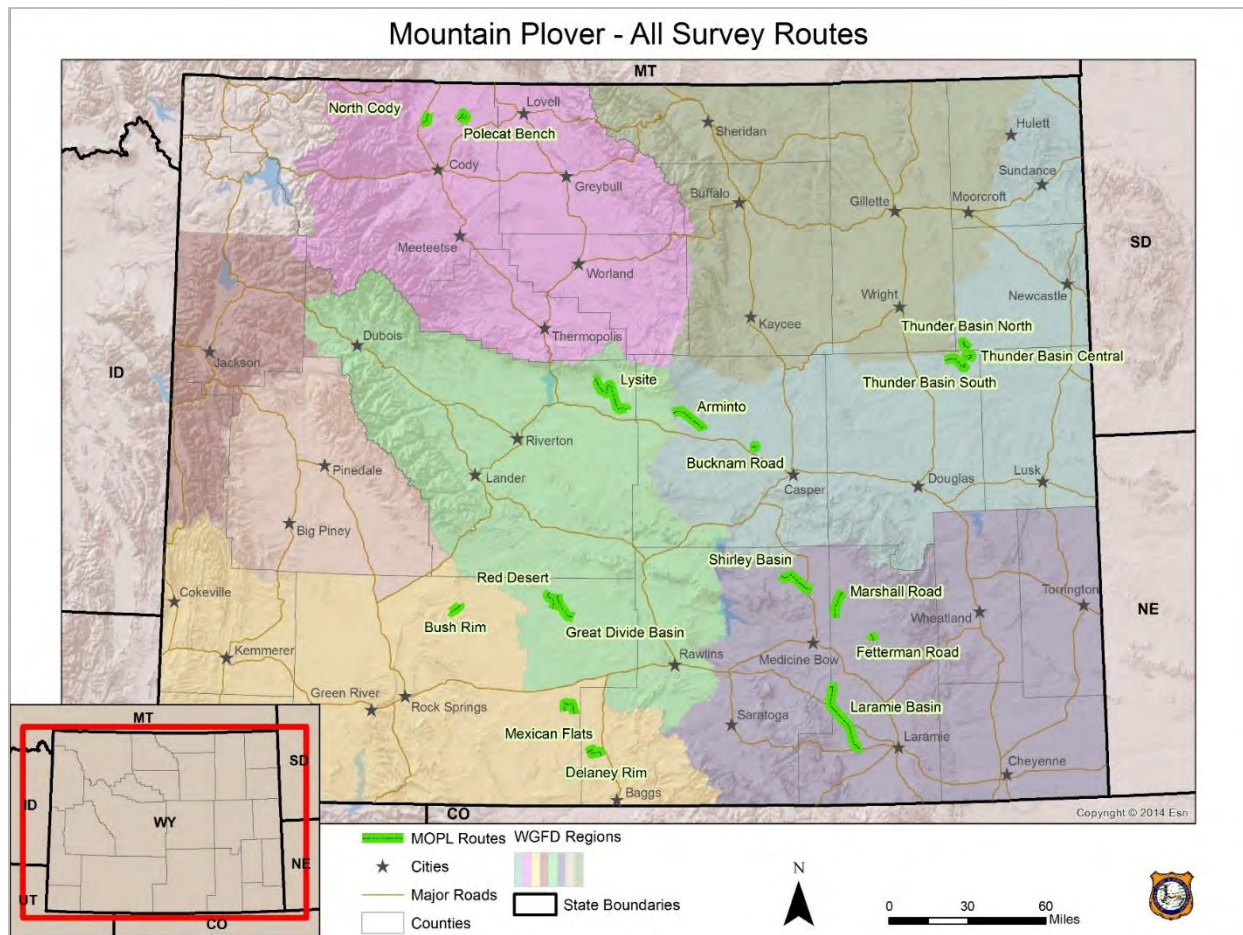 Mountain Plover - All Survey Routes
MT
North Cody
Polecat Bench
Lovell
Sheridan
Hulett
Cody
Greybull
Sundance
Buffalo
Gillette
Moorcroft
Meeteetse
Worland
SD
Newcastle
Wright
Kaycee
Thunder Basin North
Thermopolis
Dubois
Jackson
Thunder Basin Central
ID
Thunder Basin South
Lysite
Arminto
Riverton
Bucknam Road
Pinedale
Lander
Casper
Douglas
Lusk
Big Piney
Shirley Basin
Red Desert
Marshall Road
Torrington
Cokeville
Bush Rim
Great Divide Basin
Wheatland
NE
Fetterman Road
Medicine Bow
Kemmerer
Rawlins
Green River
Rock Springs
Laramie Basin
Saratoga
Mexican Flats
Laramie
Delaney Rim
Cheyenne
Baggs
CO
Copyright © 2014 Esri
MT
SD
ID
WY
NE
UT
CO
MOPL Routes
WGFD Regions
Cities
Major Roads
State Boundaries
Counties
N
0 15 30 60
Miles